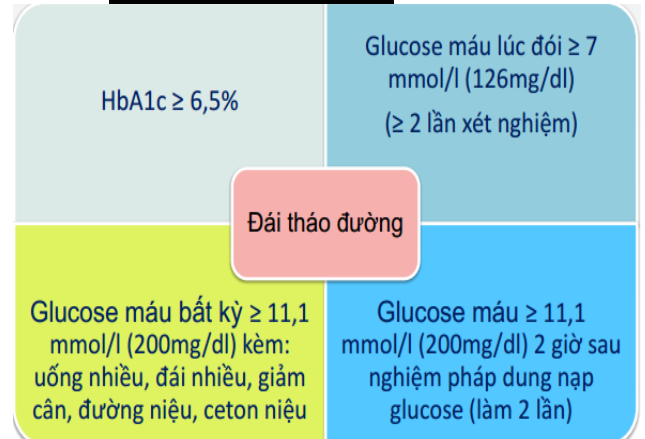 HbA1c ≥ 6,5%
Glucose máu lúc đói ≥ 7
mmol/l (126mg/dl)
(≥ 2 lần xét nghiệm)
Đái tháo đường
Glucose máu bất kỳ ≥ 11,1
mmol/l (200mg/dl) kèm:
uống nhiều, đái nhiều, giảm
cân, đường niệu, ceton niệu
Glucose máu ≥ 11,1
mmol/l (200mg/dl) 2 giờ sau
nghiệm pháp dung nạp
glucose (làm 2 lần)